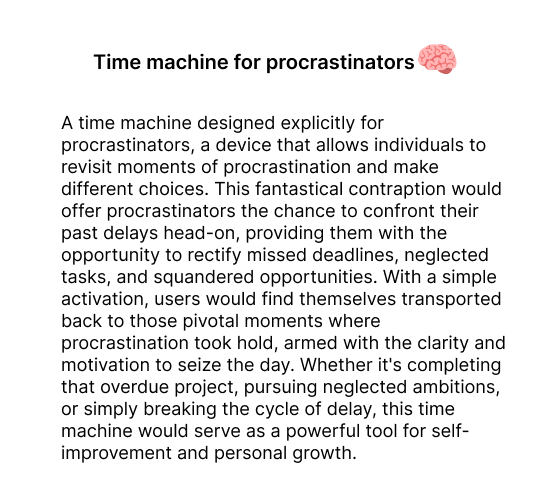 Time machine for procrastinators🧠
A time machine designed explicitly for
procrastinators, a device that allows individuals to
revisit moments of procrastination and make
different choices. This fantastical contraption would
offer procrastinators the chance to confront their
past delays head-on, providing them with the
opportunity to rectify missed deadlines, neglected
tasks, and squandered opportunities. With a simple
activation, users would find themselves transported
back to those pivotal moments where
procrastination took hold, armed with the clarity and
motivation to seize the day. Whether it's completing
that overdue project, pursuing neglected ambitions,
or simply breaking the cycle of delay, this time
machine would serve as a powerful tool for self-
improvement and personal growth.